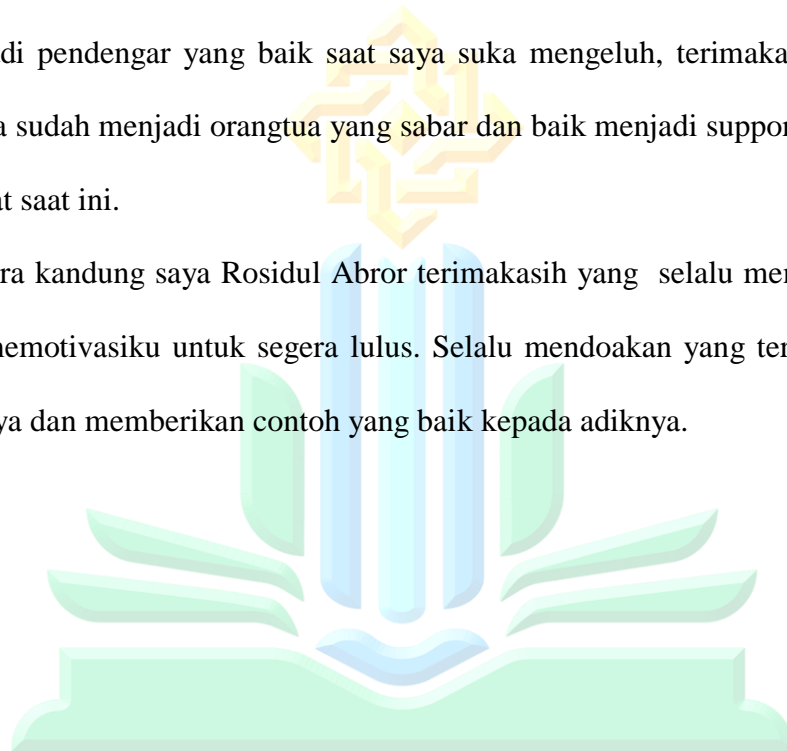 di pendengar yang baik saat saya suka mengeluh, terimaka
a sudah menjadi orangtua yang sabar dan baik menjadi suppor
at saat ini.
ra kandung saya Rosidul Abror terimakasih yang selalu me
nemotivasiku untuk segera lulus. Selalu mendoakan yang ter
ya dan memberikan contoh yang baik kepada adiknya.